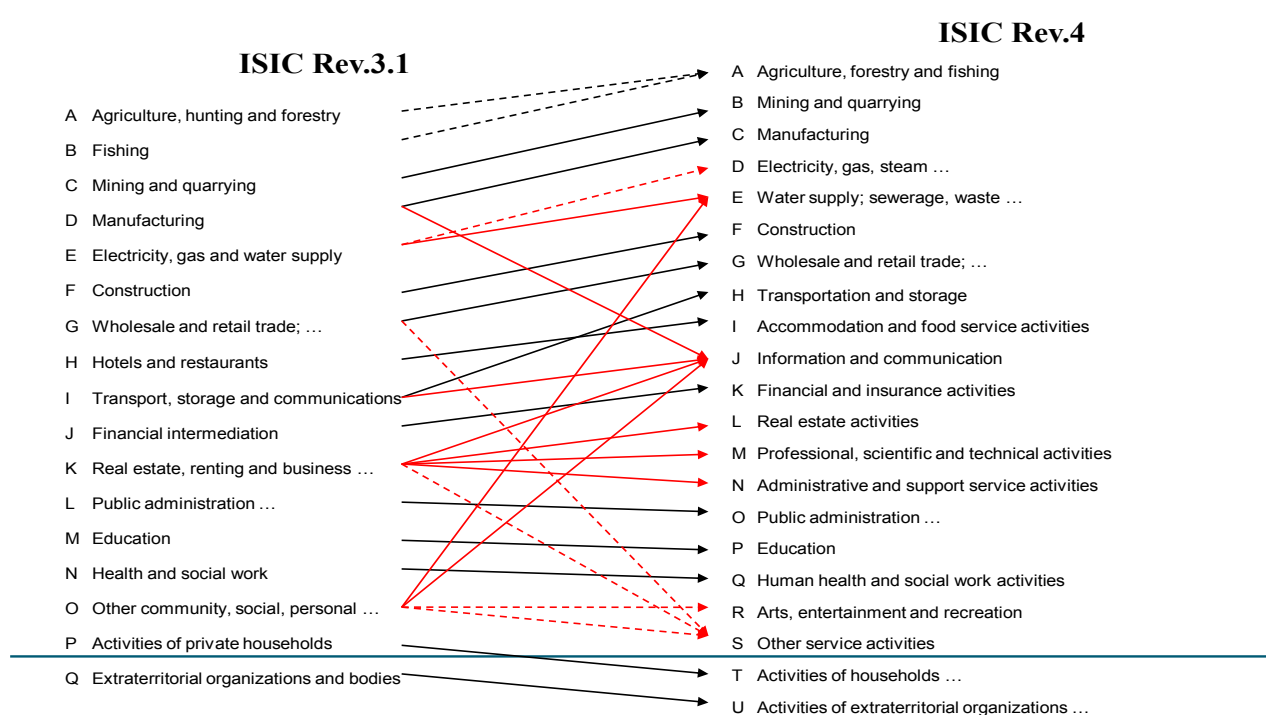 ISIC Rev.3.1
A Agriculture, hunting and forestry
B Fishing
C Mining and quarrying
D Manufacturing
E Electricity, gas and water supply
F Construction
G Wholesale and retail trade; …
H Hotels and restaurants
I Transport, storage and communications
J Financial intermediation
K Real estate, renting and business …
L Public administration …
M Education
N Health and social work
O Other community, social, personal …
P Activities of private households
Q Extraterritorial organizations and bodies
ISIC Rev.4
A Agriculture, forestry and fishing
B Mining and quarrying
C Manufacturing
D Electricity, gas, steam …
E Water supply; sewerage, waste …
F Construction
G Wholesale and retail trade; …
H Transportation and storage
I Accommodation and food service activities
J Information and communication
K Financial and insurance activities
L Real estate activities
M Professional, scientific and technical activities
N Administrative and support service activities
O Public administration …
P Education
Q Human health and social work activities
R Arts, entertainment and recreation
S Other service activities
T Activities of households …
U Activities of extraterritorial organizations …